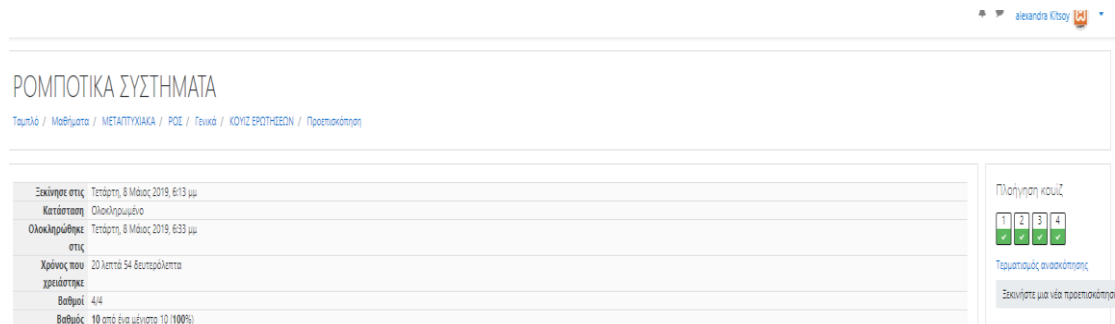 alexandra Kitsoy
ΡΟΜΠΟΤΙΚΑ ΣΥΣΤΗΜΑΤΑ
Ταμπλό / Μαθήματα / ΜΕΤΑΠΤΥΧΙΑΚΑ / ΡΟΣ / Γενικά / ΚΟΥΙΖ ΕΡΩΤΗΣΕΩΝ / Προεπισκόπηση
Ξεκίνησε στις Τετάρτη, 8 Μάιος 2019, 6:13 μμ
Κατάσταση Ολοκληρωμένο
Ολοκληρώθηκε Τετάρτη, 8 Μάιος 2019, 6:33 μμ
στις
Χρόνος που 20 λεπτά 54 δευτερόλεπτα
χρειάστηκε
Βαθμοί 4/4
Βαθμός 10 από ένα μέγιστο 10 (100%)
Πλοήγηση κουίζ
1 2 3 4
Τερματισμός ανασκόπησης
Ξεκινήστε μια νέα προεπισκόπηση